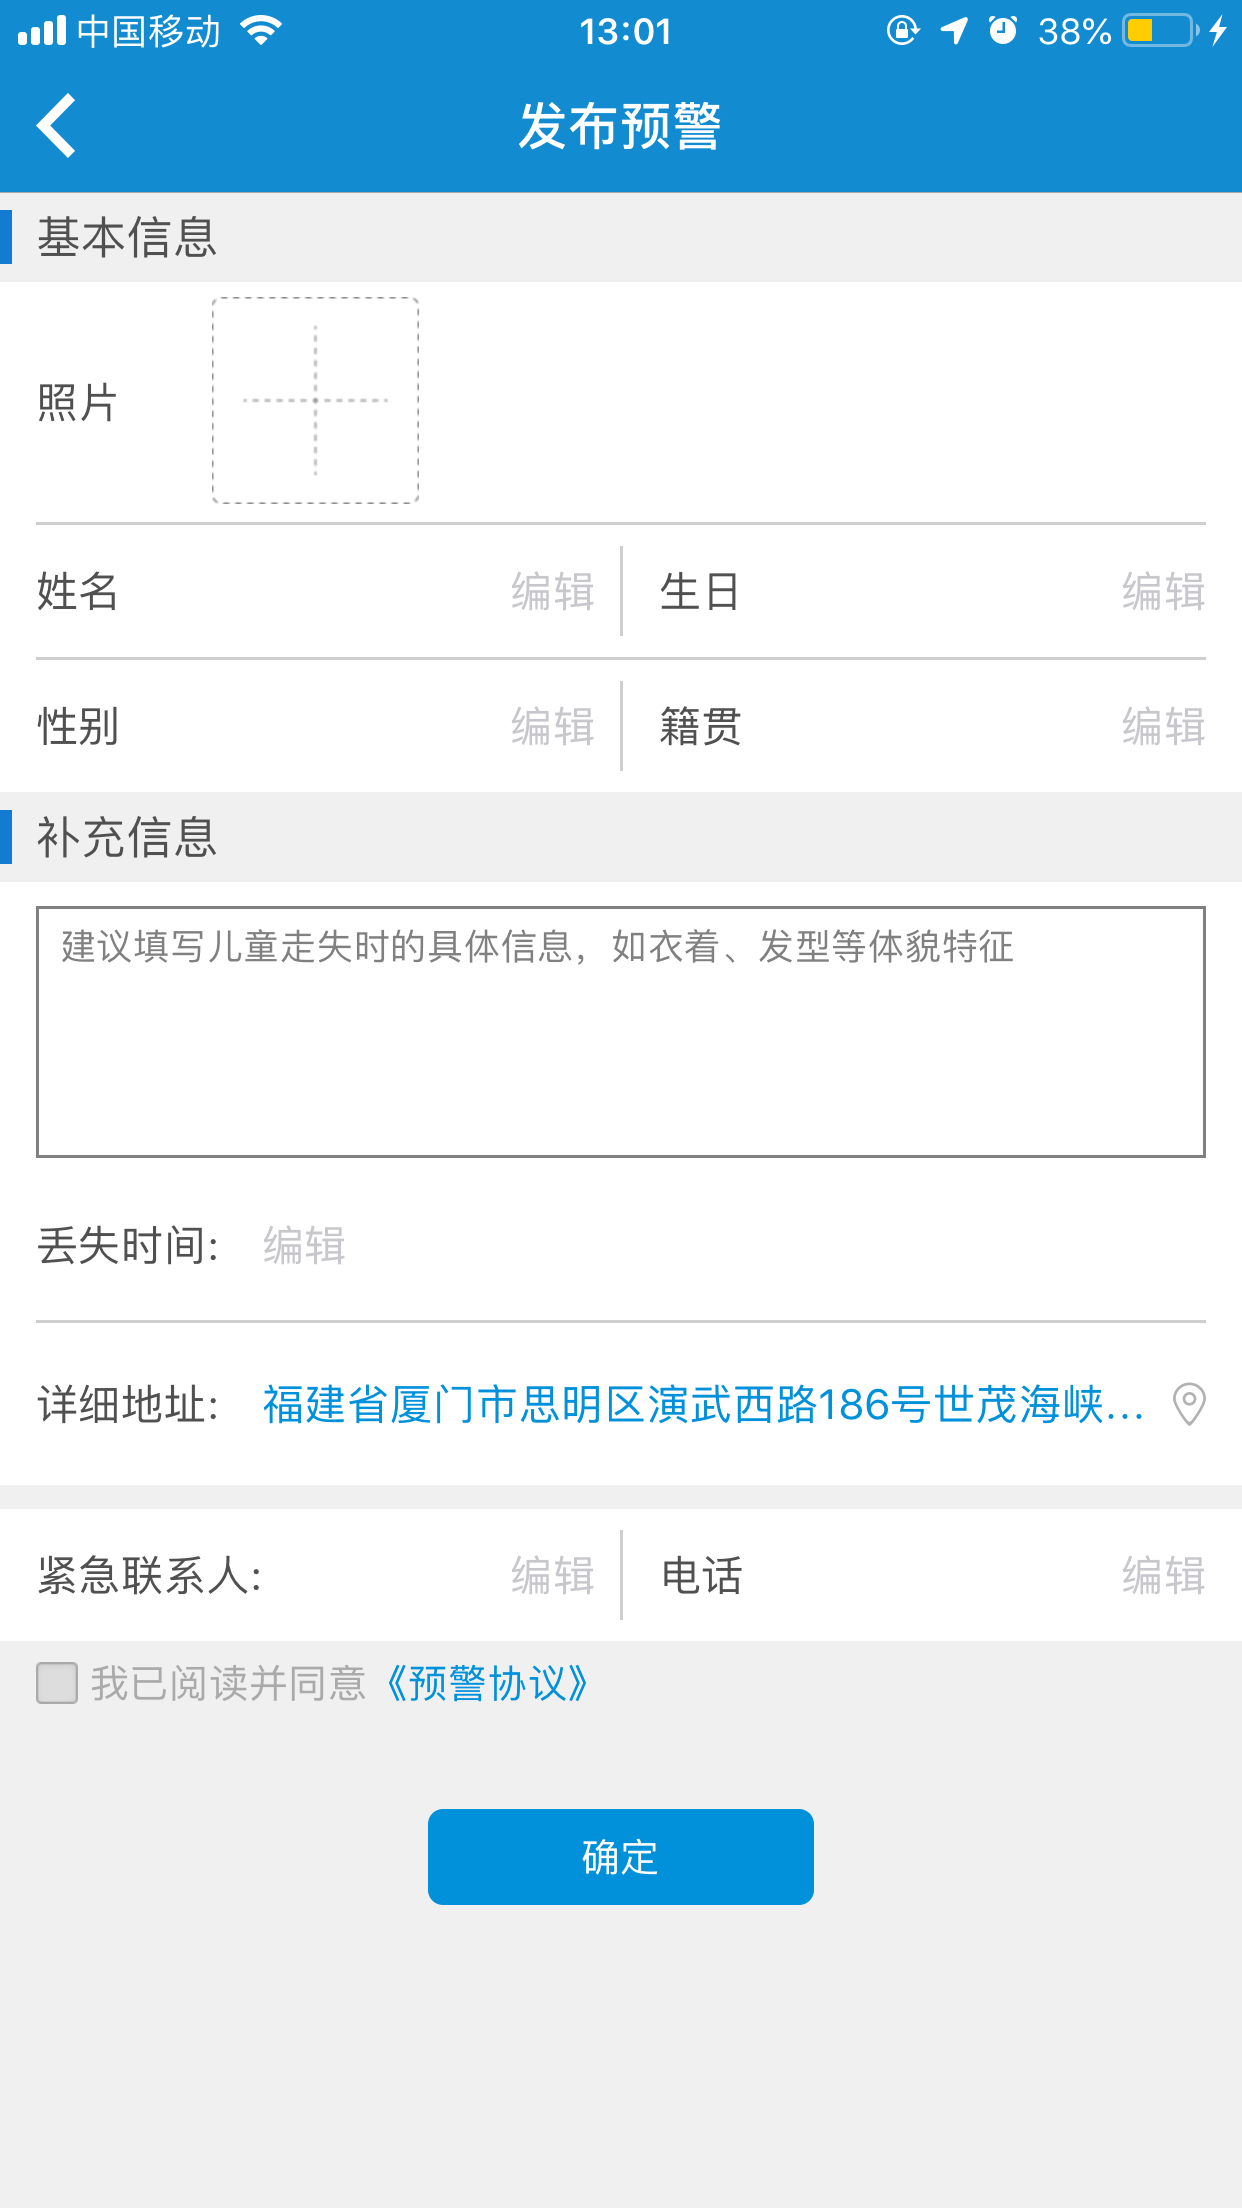 中国移动 13:01 38%
发布预警
基本信息
照片
姓名 编辑 生日 编辑
性别 编辑 籍贯 编辑
补充信息
建议填写儿童走失时的具体信息，如衣着、发型等体貌特征
丢失时间: 编辑
详细地址: 福建省厦门市思明区演武西路186号世茂海峡...
紧急联系人: 编辑 电话 编辑
我已阅读并同意《预警协议》
确定